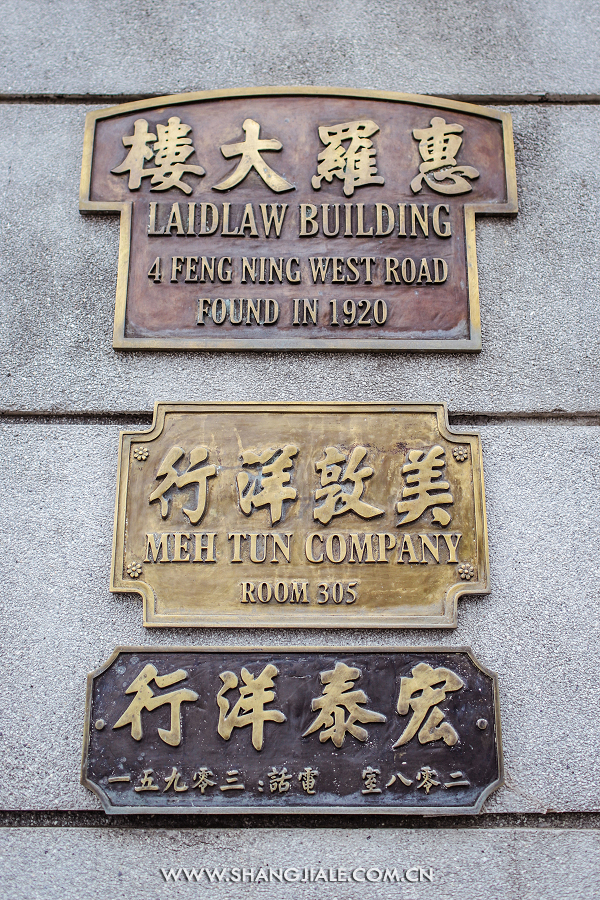 惠羅大樓
LAIDLAW BUILDING
4 FENG NING WEST ROAD
FOUND IN 1920
美敦洋行
MEH TUN COMPANY
ROOM 305
宏泰洋行
二零八室 電話:三零九五一
WWW.SHANGJIALE.COM.CN